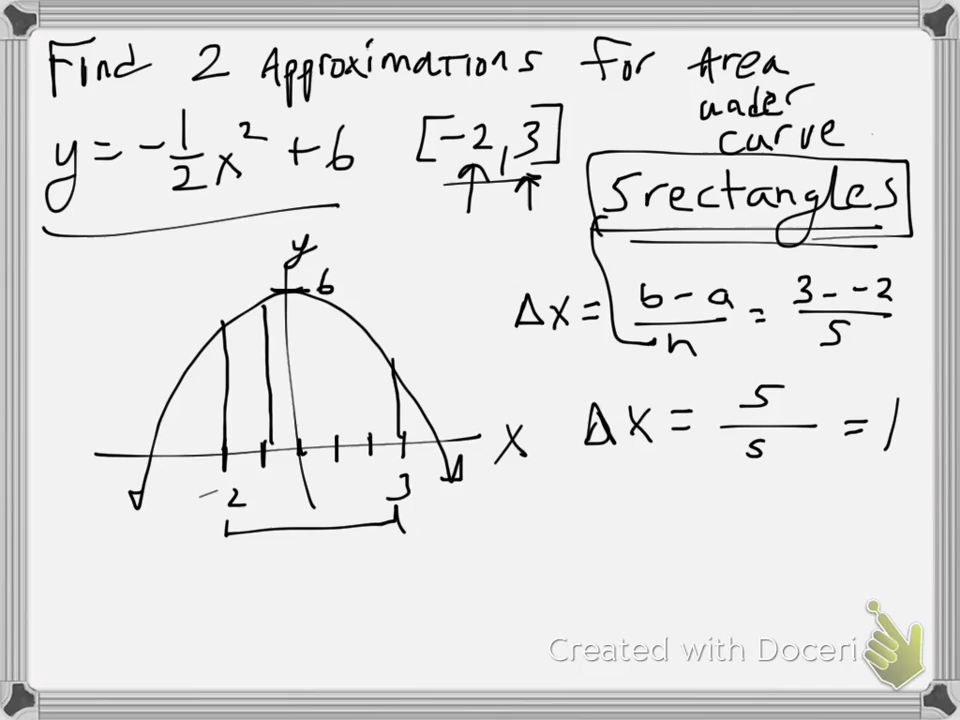 Find 2 Approximations for Area
under
curve
y = -1/2 x² + 6 [-2, 3]
5 rectangles
y
6
Δx = b - a / n = 3 - -2 / 5
Δx = 5/5 = 1
x
-2 3
Created with Doceri